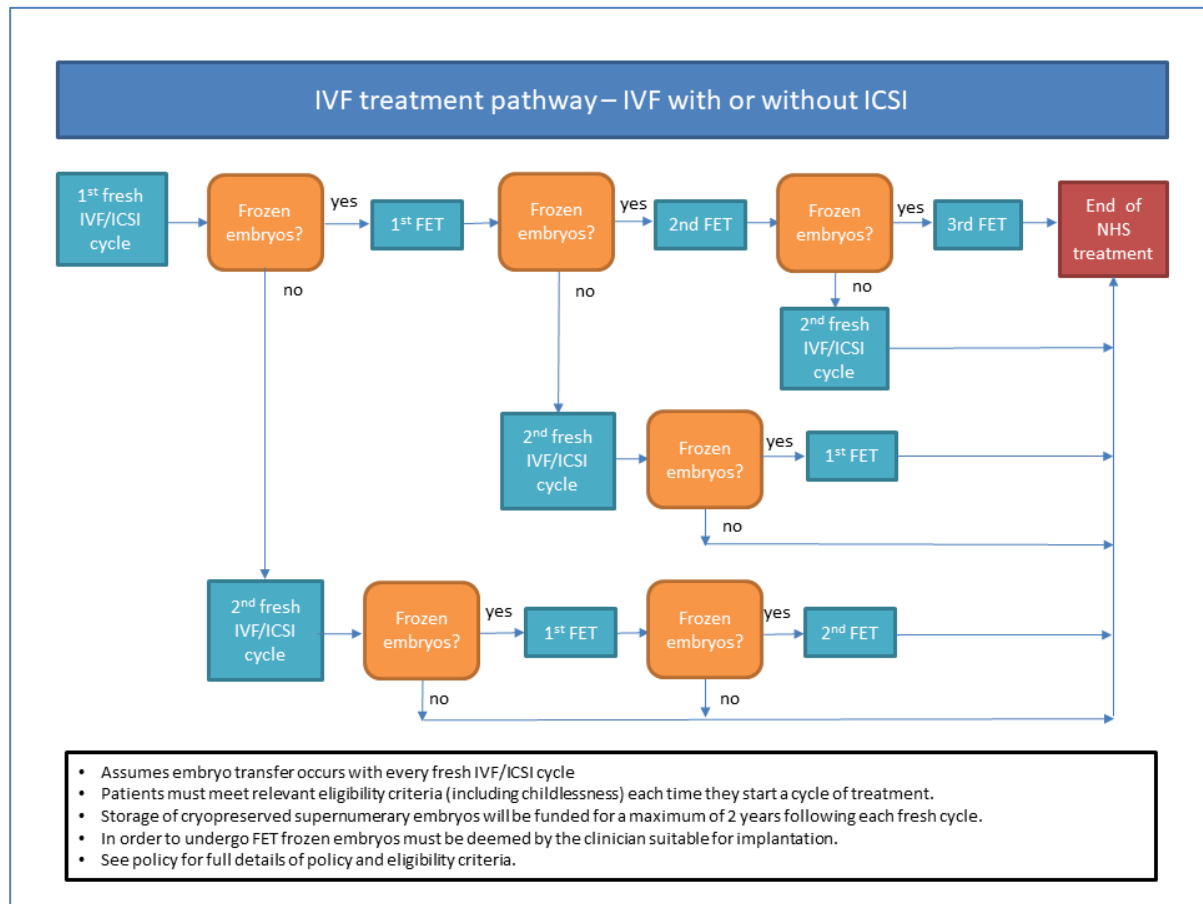 IVF treatment pathway – IVF with or without ICSI
1st fresh
IVF/ICSI
cycle
Frozen
embryos?
yes
1st FET
Frozen
embryos?
yes
2nd FET
Frozen
embryos?
yes
3rd FET
End of
NHS
treatment
no
no
no
2nd fresh
IVF/ICSI
cycle
2nd fresh
IVF/ICSI
cycle
Frozen
embryos?
yes
1st FET
no
2nd fresh
IVF/ICSI
cycle
Frozen
embryos?
yes
1st FET
Frozen
embryos?
yes
2nd FET
no
no
• Assumes embryo transfer occurs with every fresh IVF/ICSI cycle
• Patients must meet relevant eligibility criteria (including childlessness) each time they start a cycle of treatment.
• Storage of cryopreserved supernumerary embryos will be funded for a maximum of 2 years following each fresh cycle.
• In order to undergo FET frozen embryos must be deemed by the clinician suitable for implantation.
• See policy for full details of policy and eligibility criteria.